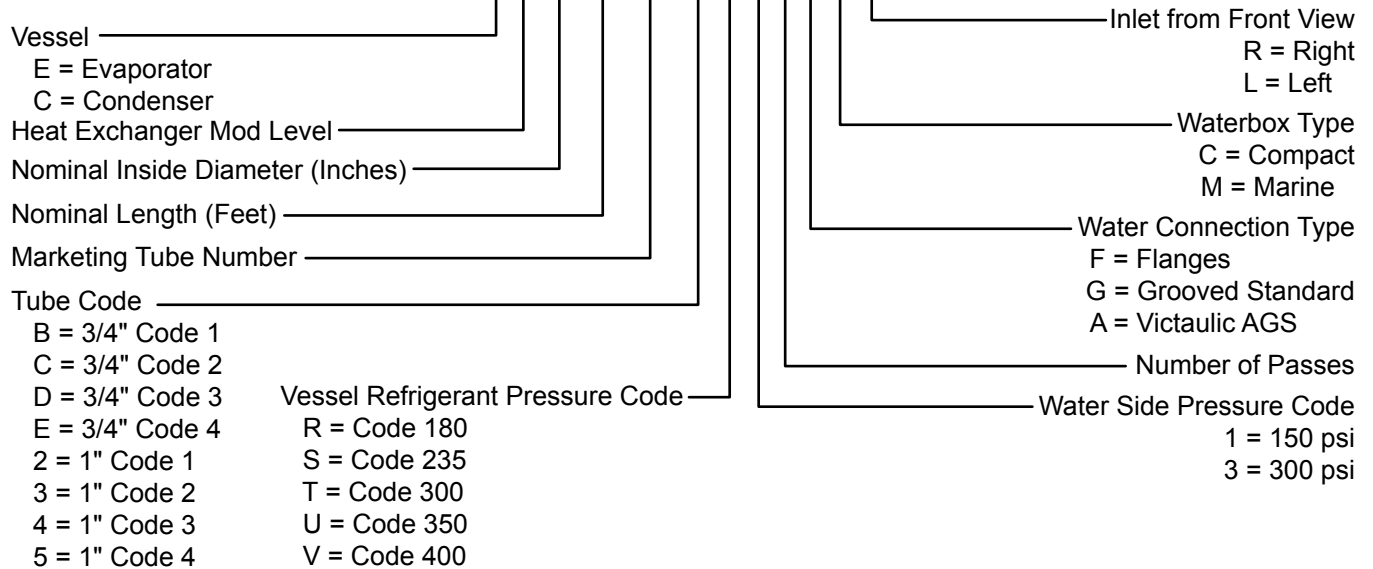 Vessel
E = Evaporator
C = Condenser
Heat Exchanger Mod Level
Nominal Inside Diameter (Inches)
Nominal Length (Feet)
Marketing Tube Number
Tube Code
B = 3/4" Code 1
C = 3/4" Code 2
D = 3/4" Code 3
E = 3/4" Code 4
2 = 1" Code 1
3 = 1" Code 2
4 = 1" Code 3
5 = 1" Code 4
Vessel Refrigerant Pressure Code
R = Code 180
S = Code 235
T = Code 300
U = Code 350
V = Code 400
Inlet from Front View
R = Right
L = Left
Waterbox Type
C = Compact
M = Marine
Water Connection Type
F = Flanges
G = Grooved Standard
A = Victaulic AGS
Number of Passes
Water Side Pressure Code
1 = 150 psi
3 = 300 psi